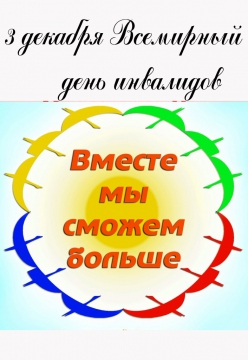 3 декабря Всемирный
день инвалидов
Вместе
мы
сможем
больше